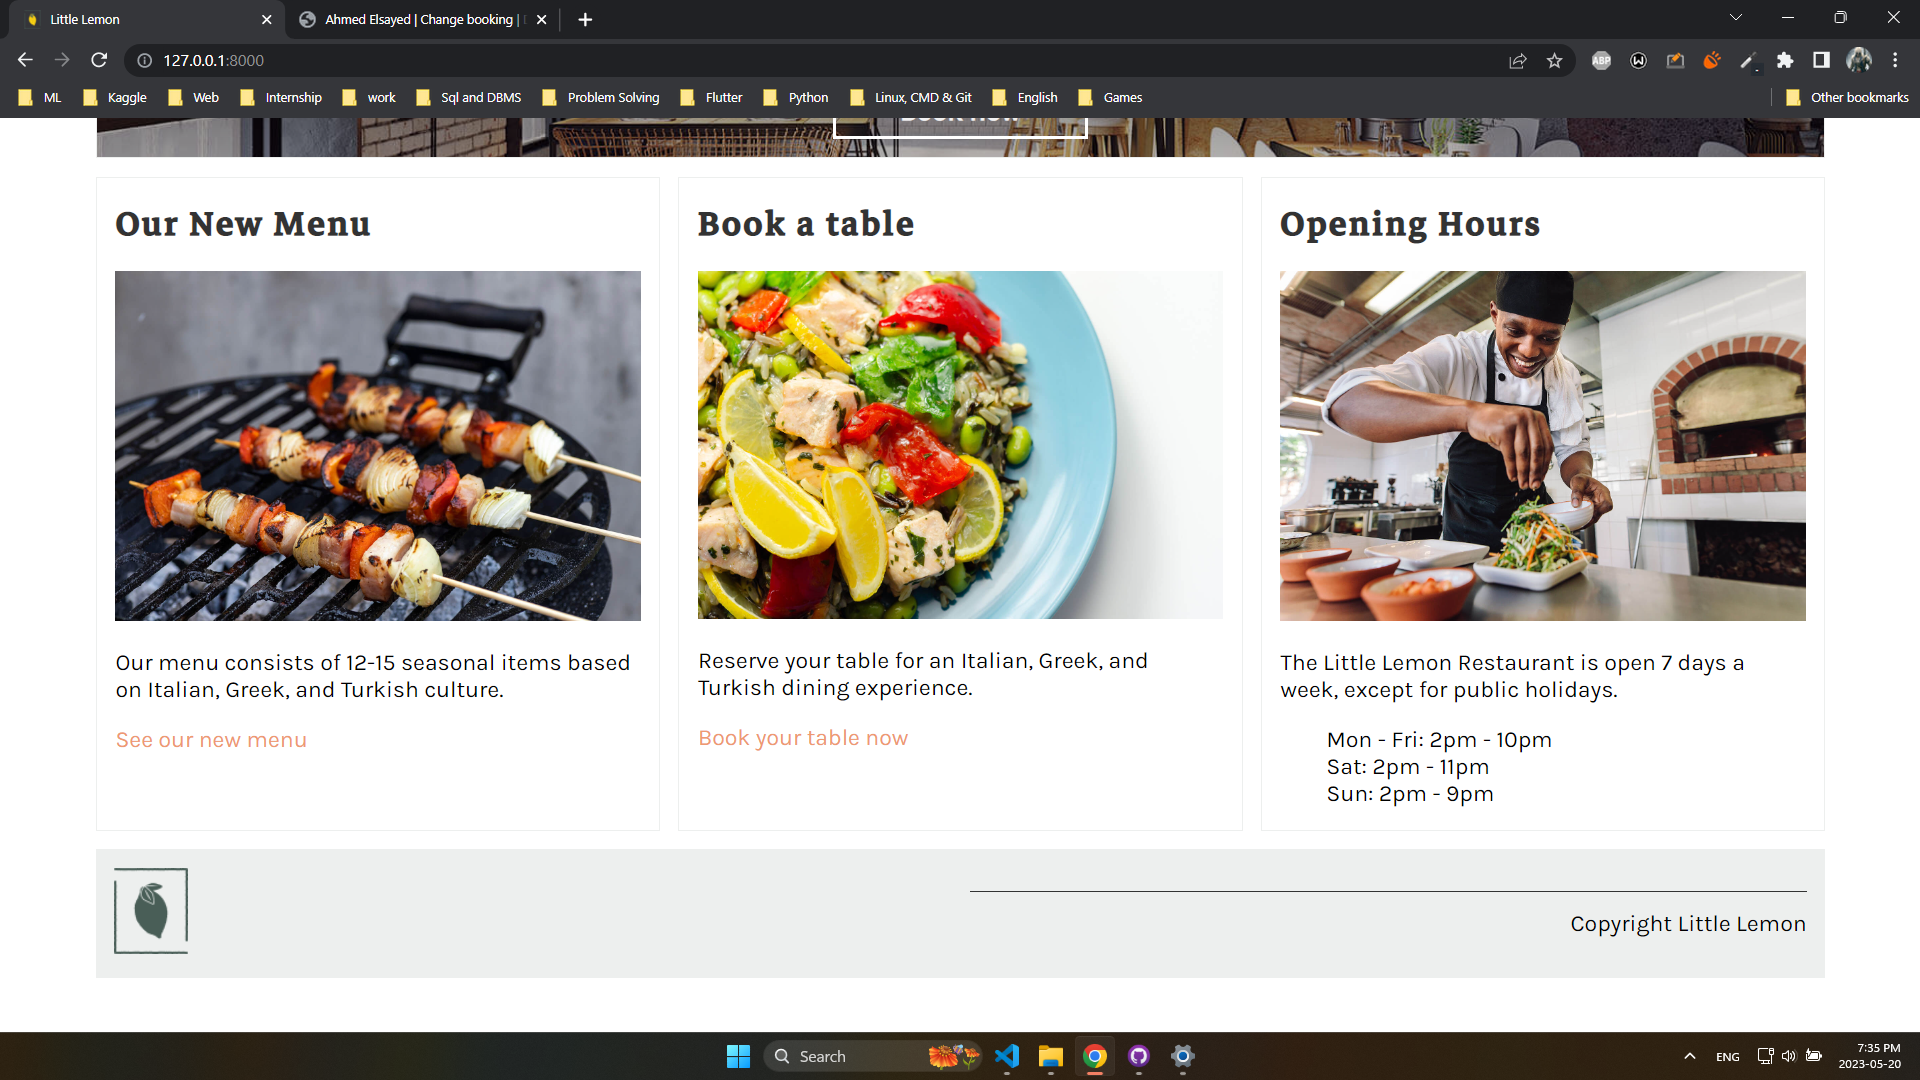 Little Lemon
Ahmed Elsayed | Change booking |
127.0.0.1:8000
ABP
ML
Kaggle
Web
Internship
work
Sql and DBMS
Problem Solving
Flutter
Python
Linux, CMD & Git
English
Games
Other bookmarks
BOOK NOW
Our New Menu
Our menu consists of 12-15 seasonal items based
on Italian, Greek, and Turkish culture.
See our new menu
Book a table
Reserve your table for an Italian, Greek, and
Turkish dining experience.
Book your table now
Opening Hours
The Little Lemon Restaurant is open 7 days a
week, except for public holidays.
Mon - Fri: 2pm - 10pm
Sat: 2pm - 11pm
Sun: 2pm - 9pm
Copyright Little Lemon
Search
ENG
7:35 PM
2023-05-20